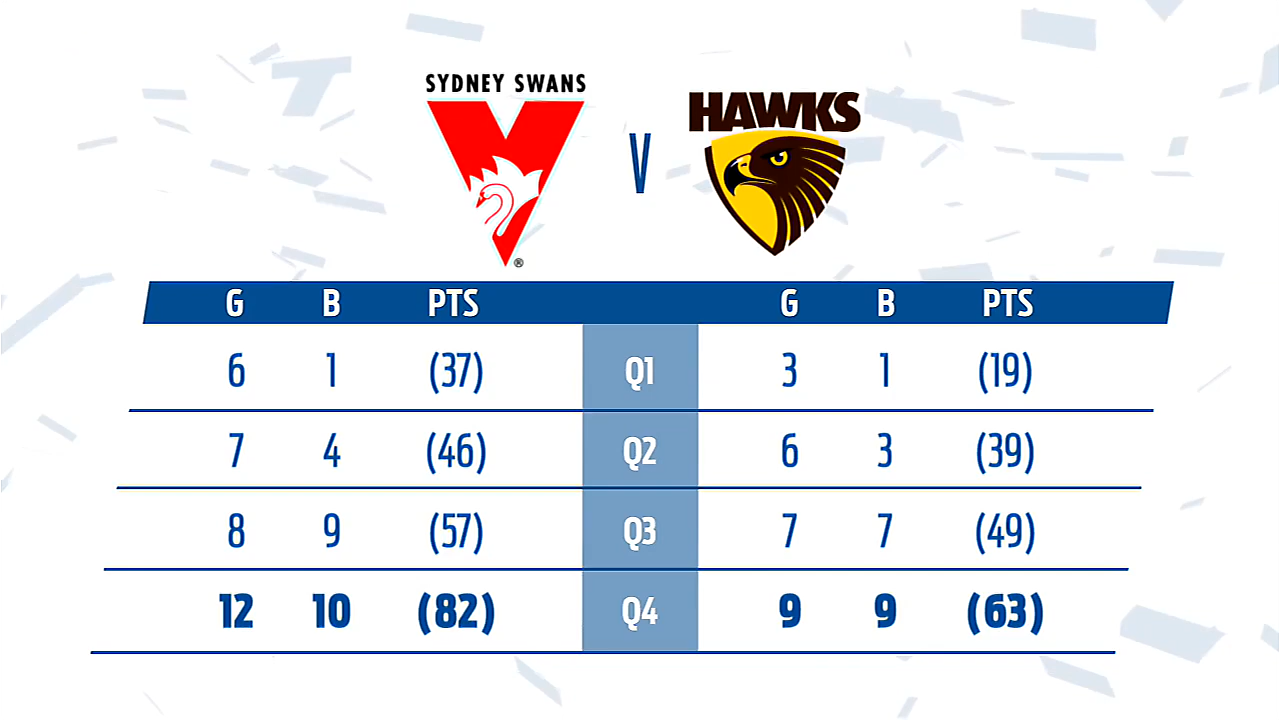 SYDNEY SWANS
V
HAWKS
®
G B PTS G B PTS
6 1 (37) Q1 3 1 (19)
7 4 (46) Q2 6 3 (39)
8 9 (57) Q3 7 7 (49)
12 10 (82) Q4 9 9 (63)